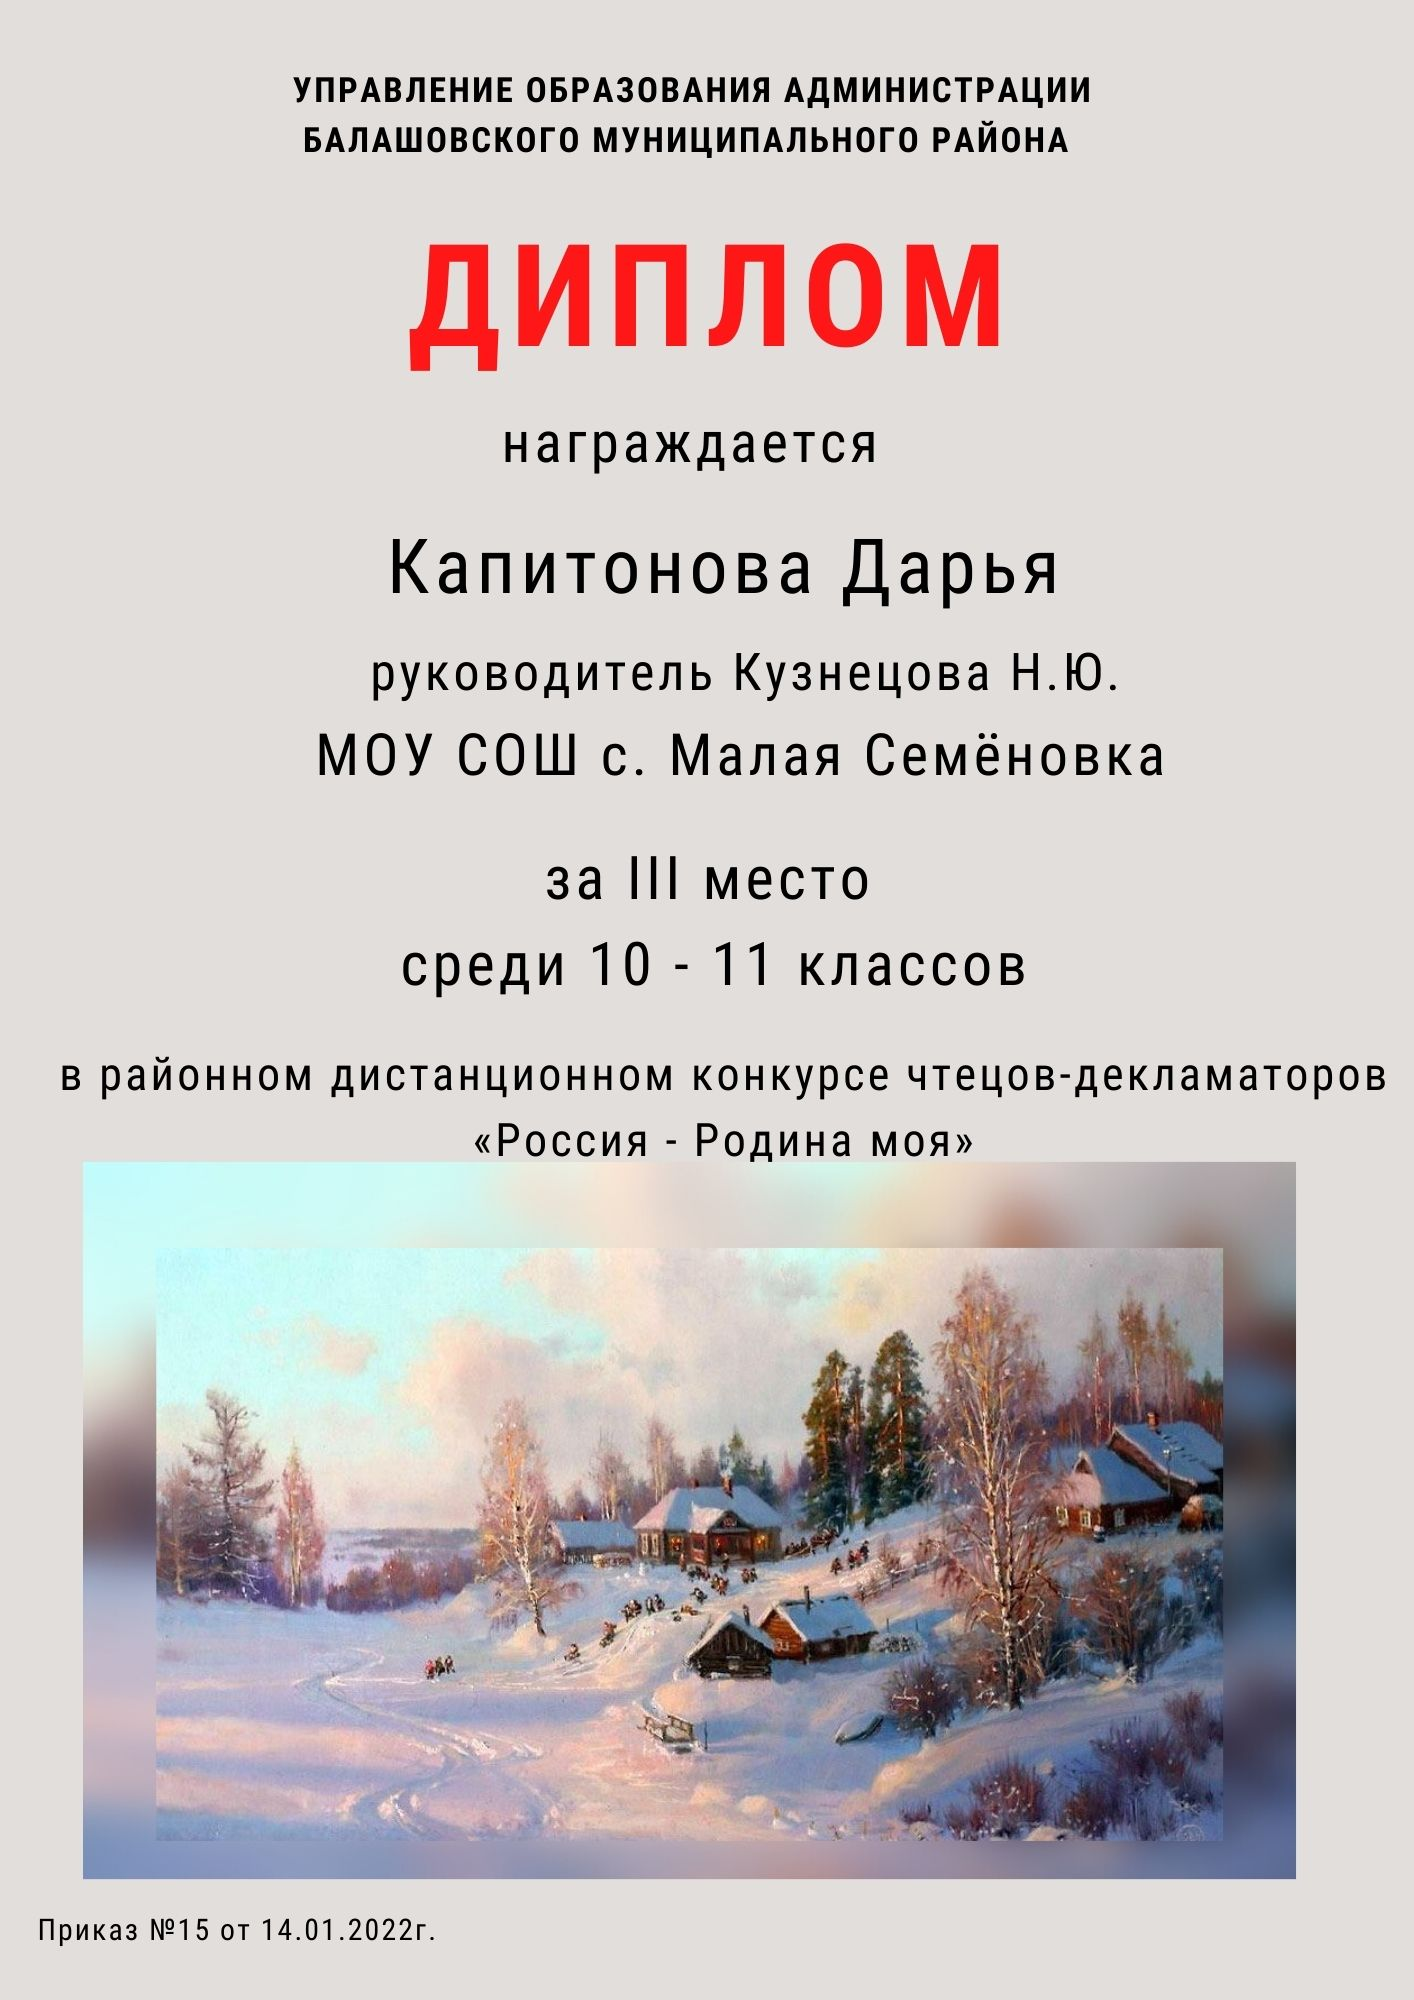 УПРАВЛЕНИЕ ОБРАЗОВАНИЯ АДМИНИСТРАЦИИ
БАЛАШОВСКОГО МУНИЦИПАЛЬНОГО РАЙОНА
ДИПЛОМ
награждается
Капитонова Дарья
руководитель Кузнецова Н.Ю.
МОУ СОШ с. Малая Семёновка
за III место
среди 10 - 11 классов
в районном дистанционном конкурсе чтецов-декламаторов
«Россия - Родина моя»
Приказ №15 от 14.01.2022г.